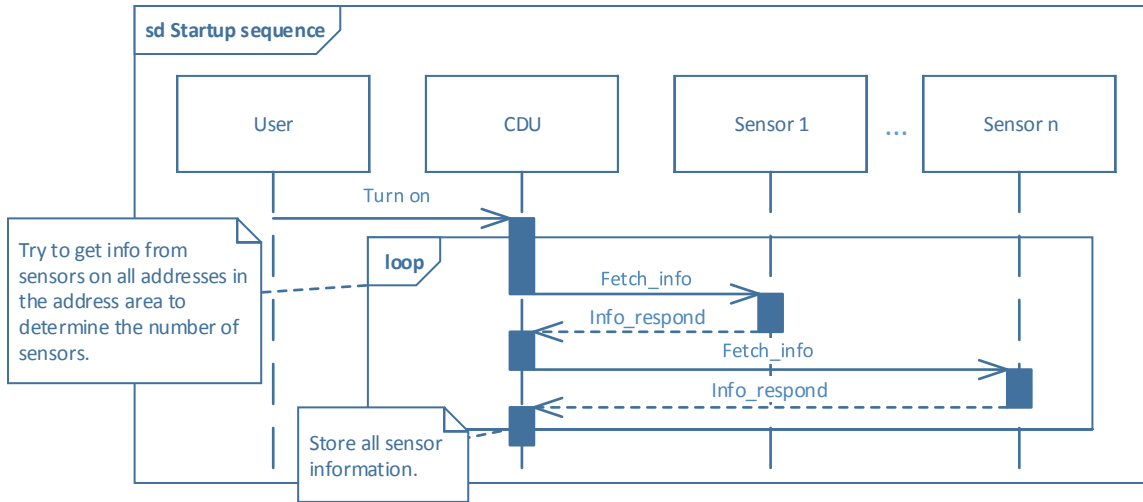 sd Startup sequence
User
CDU
Sensor 1
...
Sensor n
Turn on
Try to get info from
sensors on all addresses in
the address area to
determine the number of
sensors.
loop
Fetch_info
Info_respond
Fetch_info
Info_respond
Store all sensor
information.